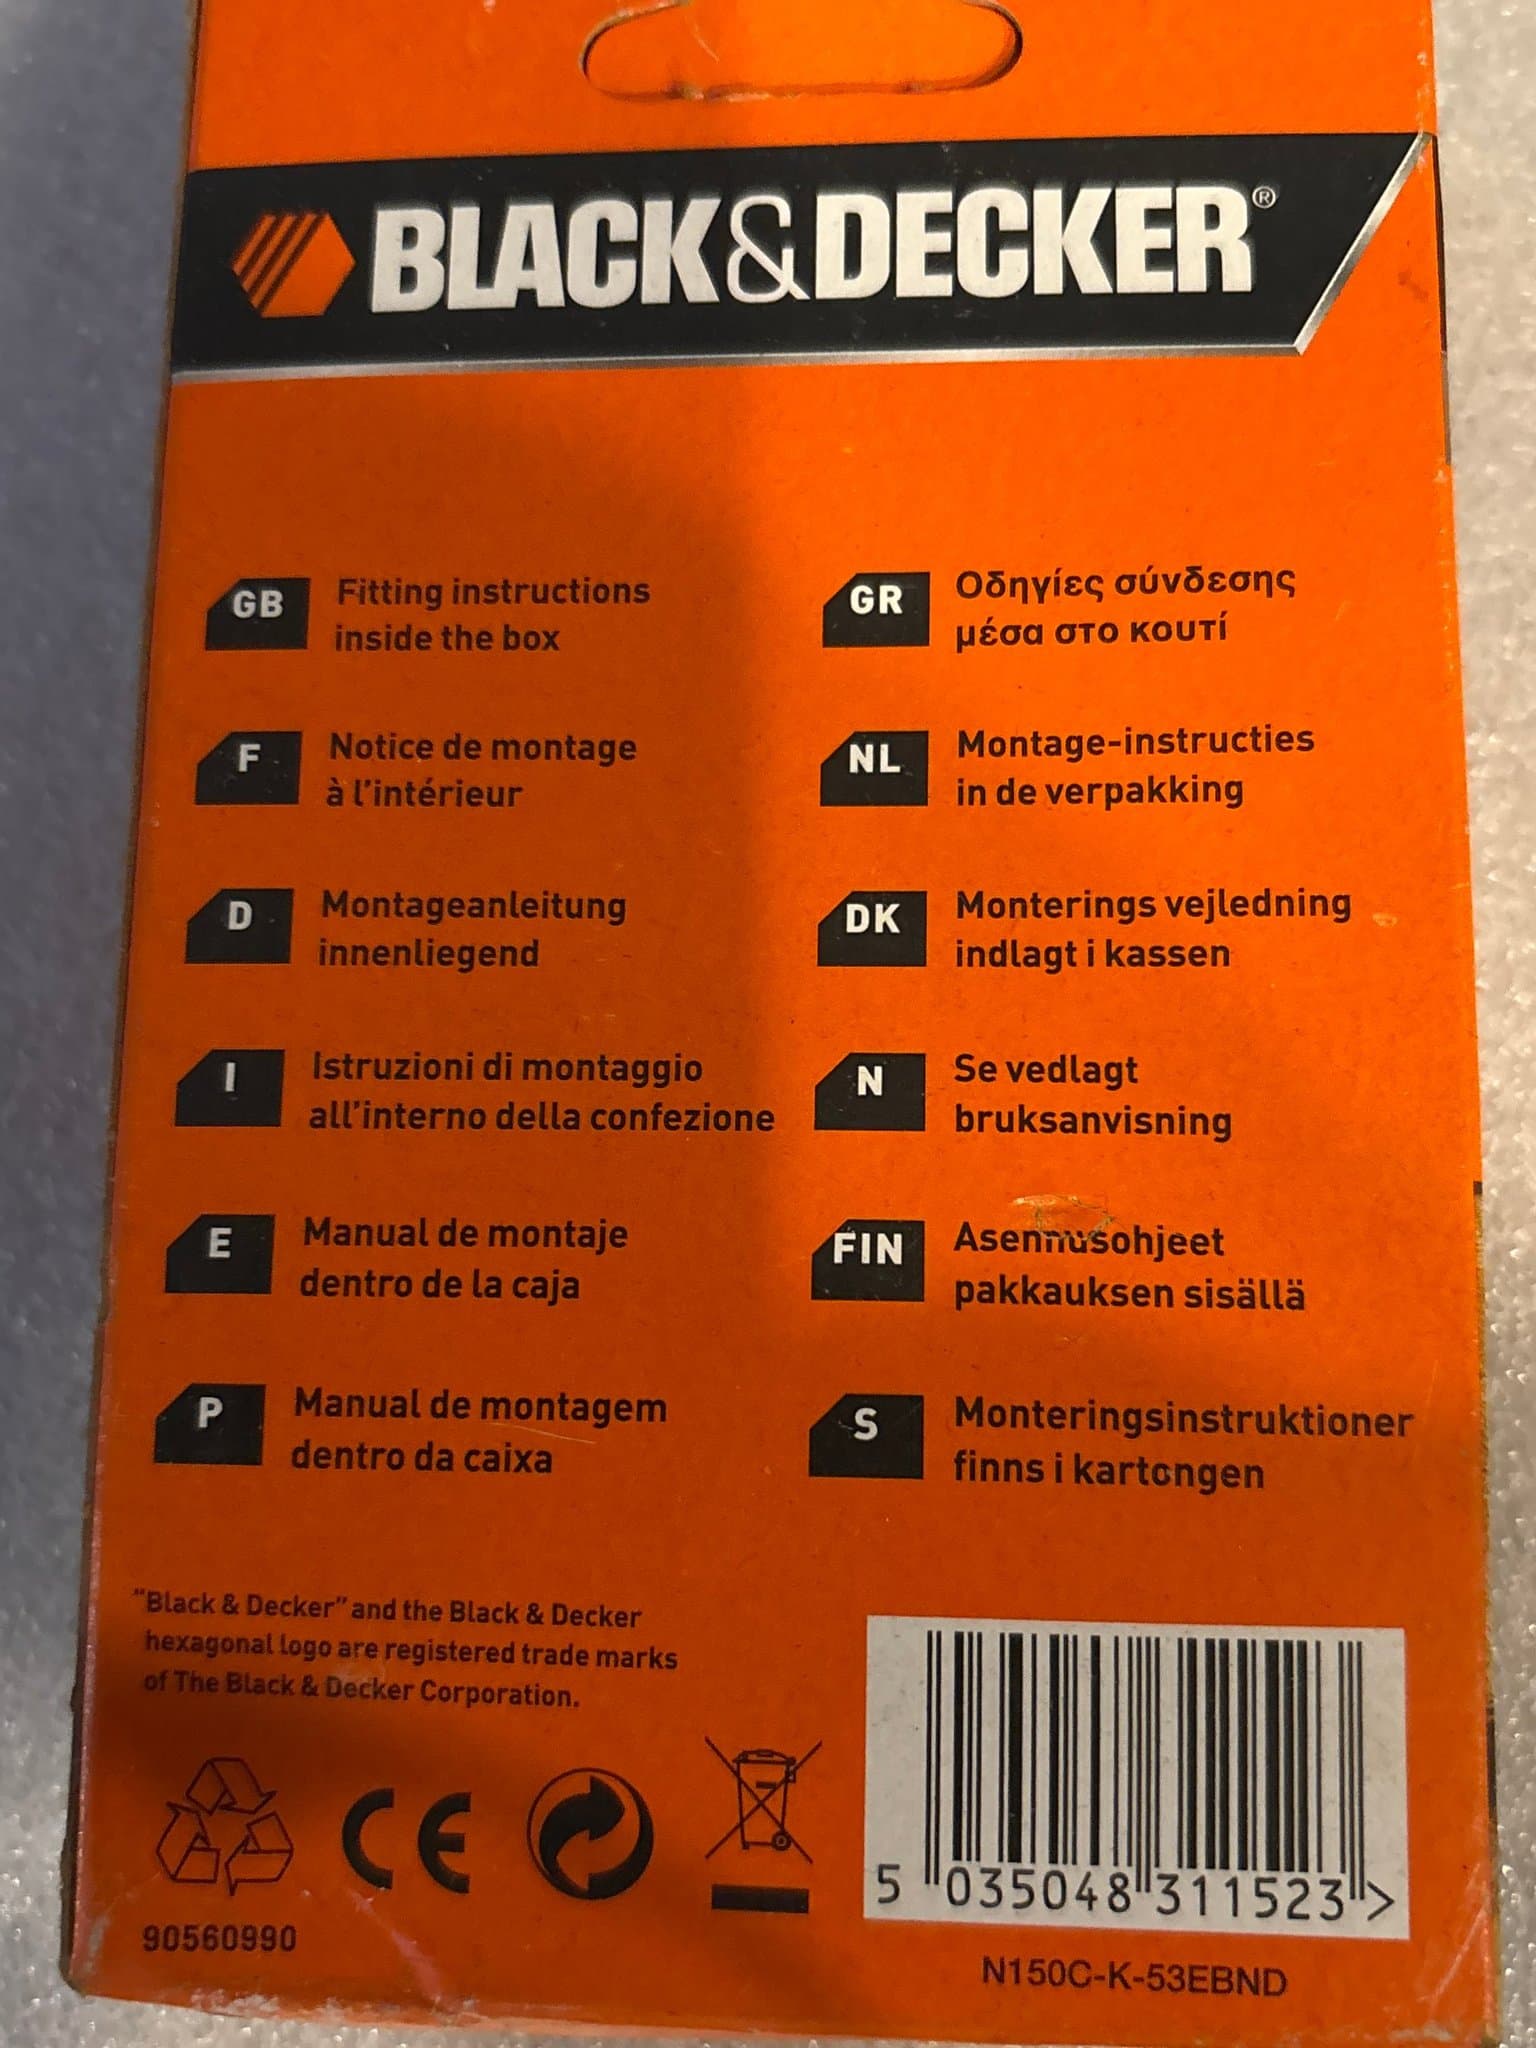 BLACK&DECKER®
GB
Fitting instructions
inside the box
F
Notice de montage
à l'intérieur
D
Montageanleitung
innenliegend
I
Istruzioni di montaggio
all'interno della confezione
E
Manual de montaje
dentro de la caja
P
Manual de montagem
dentro da caixa
GR
Οδηγίες σύνδεσης
μέσα στο κουτί
NL
Montage-instructies
in de verpakking
DK
Monterings vejledning
indlagt i kassen
N
Se vedlagt
bruksanvisning
FIN
Asennusohjeet
pakkauksen sisällä
S
Monteringsinstruktioner
finns i kartongen
"Black & Decker" and the Black & Decker
hexagonal logo are registered trade marks
of The Black & Decker Corporation.
CE
90560990
5 035048 311523 >
N150C-K-53EBND